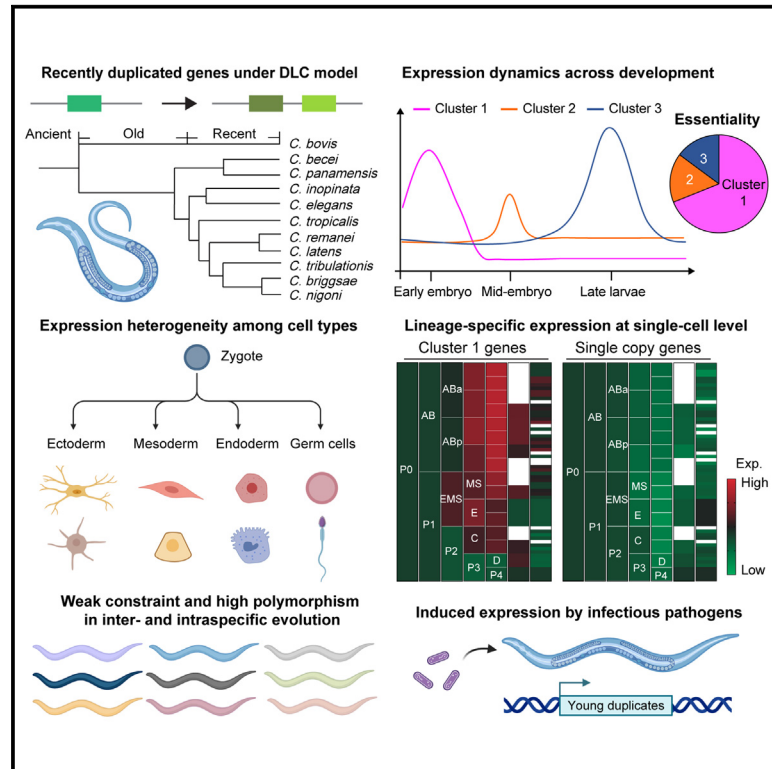 Recently duplicated genes under DLC model
Ancient
Old
Recent
C. bovis
C. becei
C. panamensis
C. inopinata
C. elegans
C. tropicalis
C. remanei
C. latens
C. tribulationis
C. briggsae
C. nigoni
Expression dynamics across development
Cluster 1
Cluster 2
Cluster 3
Essentiality
3
2
Cluster
1
Early embryo
Mid-embryo
Late larvae
Expression heterogeneity among cell types
Zygote
Ectoderm
Mesoderm
Endoderm
Germ cells
Lineage-specific expression at single-cell level
Cluster 1 genes
P0
AB
P1
ABa
ABp
EMS
P2
MS
E
C
P3
D
P4
Single copy genes
P0
AB
P1
ABa
ABp
EMS
P2
MS
E
C
P3
D
P4
Exp.
High
Low
Weak constraint and high polymorphism
in inter- and intraspecific evolution
Induced expression by infectious pathogens
Young duplicates